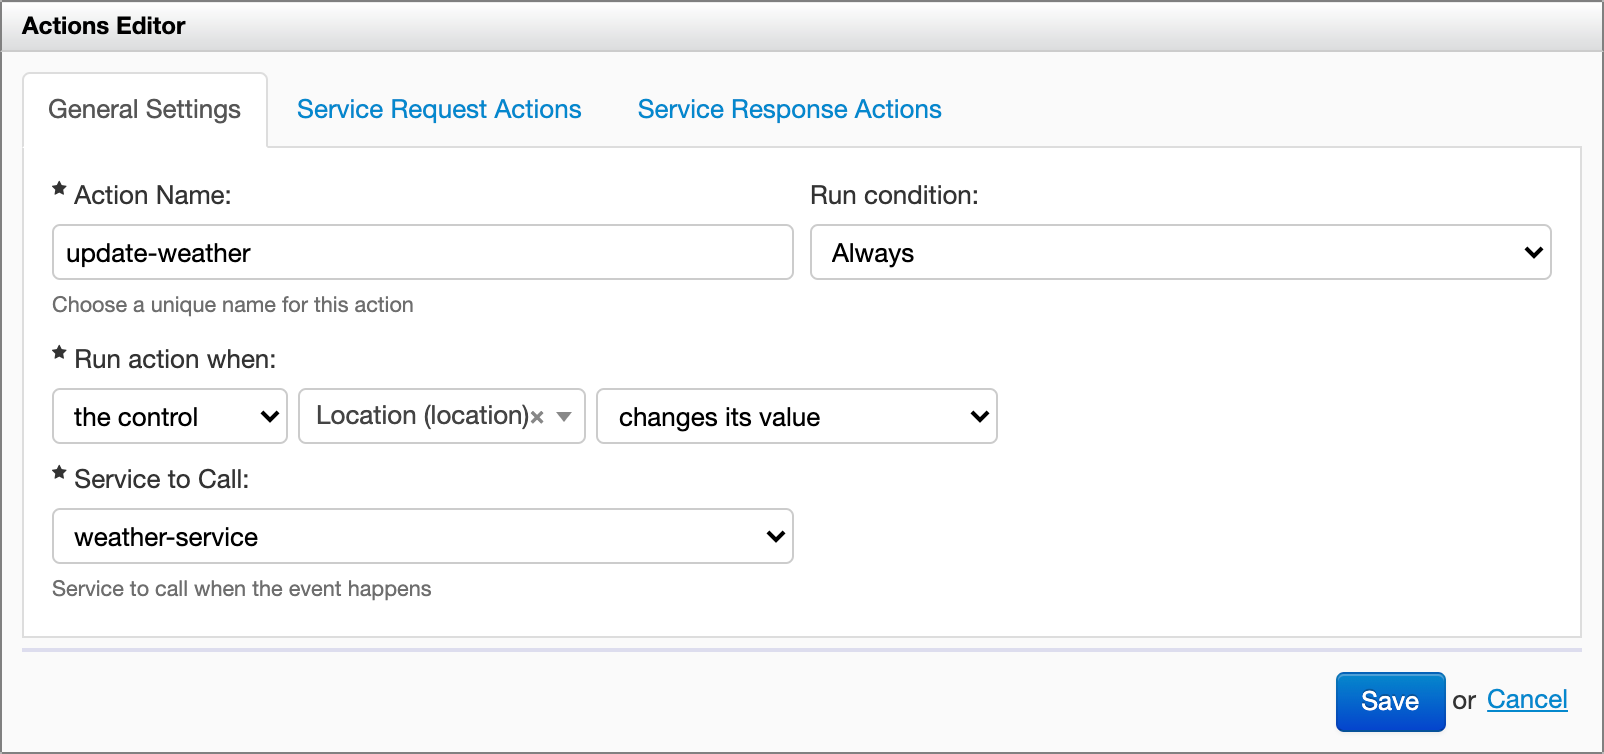 Actions Editor
General Settings Service Request Actions Service Response Actions
★ Action Name: Run condition:
update-weather Always
Choose a unique name for this action
★ Run action when:
the control Location (location)× changes its value
★ Service to Call:
weather-service
Service to call when the event happens
Save or Cancel